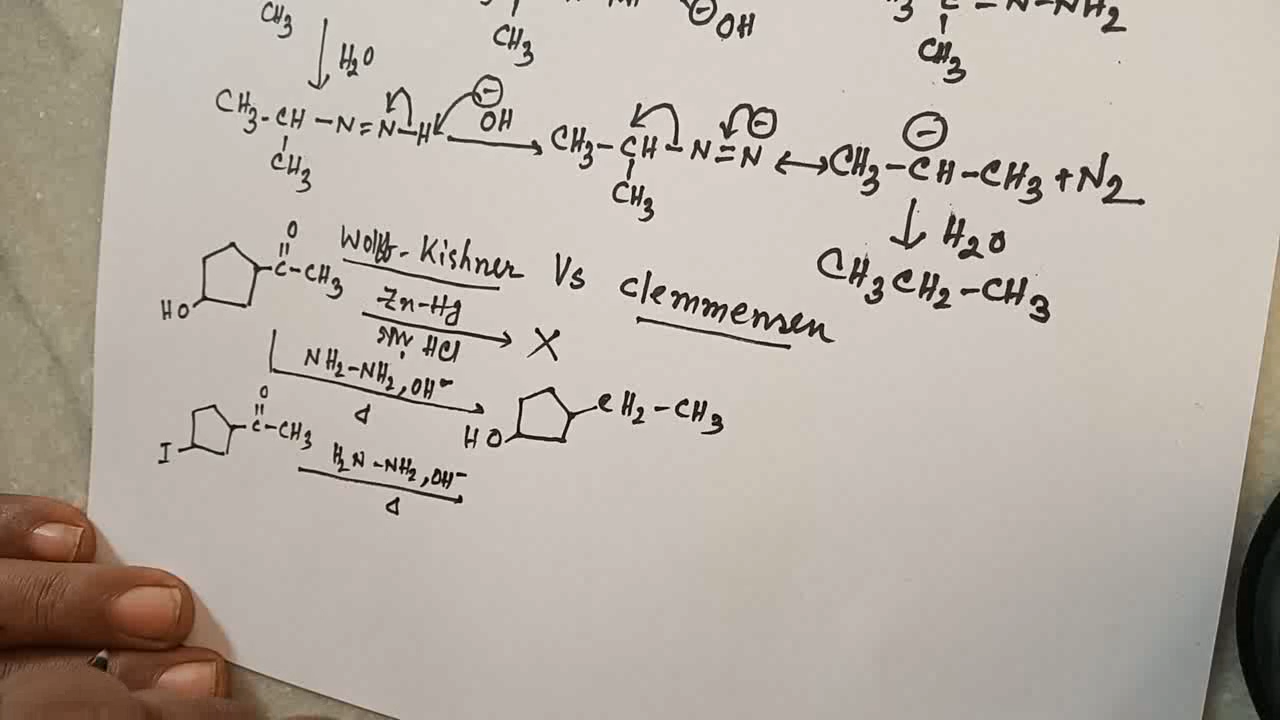 CH3
H2O
CH3
OH
N-NH2
CH3
CH3-CH-N=N-H
CH3
⊖OH
CH3-CH-N=N⊖
CH3
CH3-CH-CH3+N2
⊖
H2O
CH3CH2-CH3
O
C-CH3
HO
Wolff-Kishner Vs clemmensen
Zn-Hg
HCl
X
NH2-NH2, OH-
Δ
HO
CH2-CH3
O
C-CH3
I
H2N-NH2, OH-
Δ